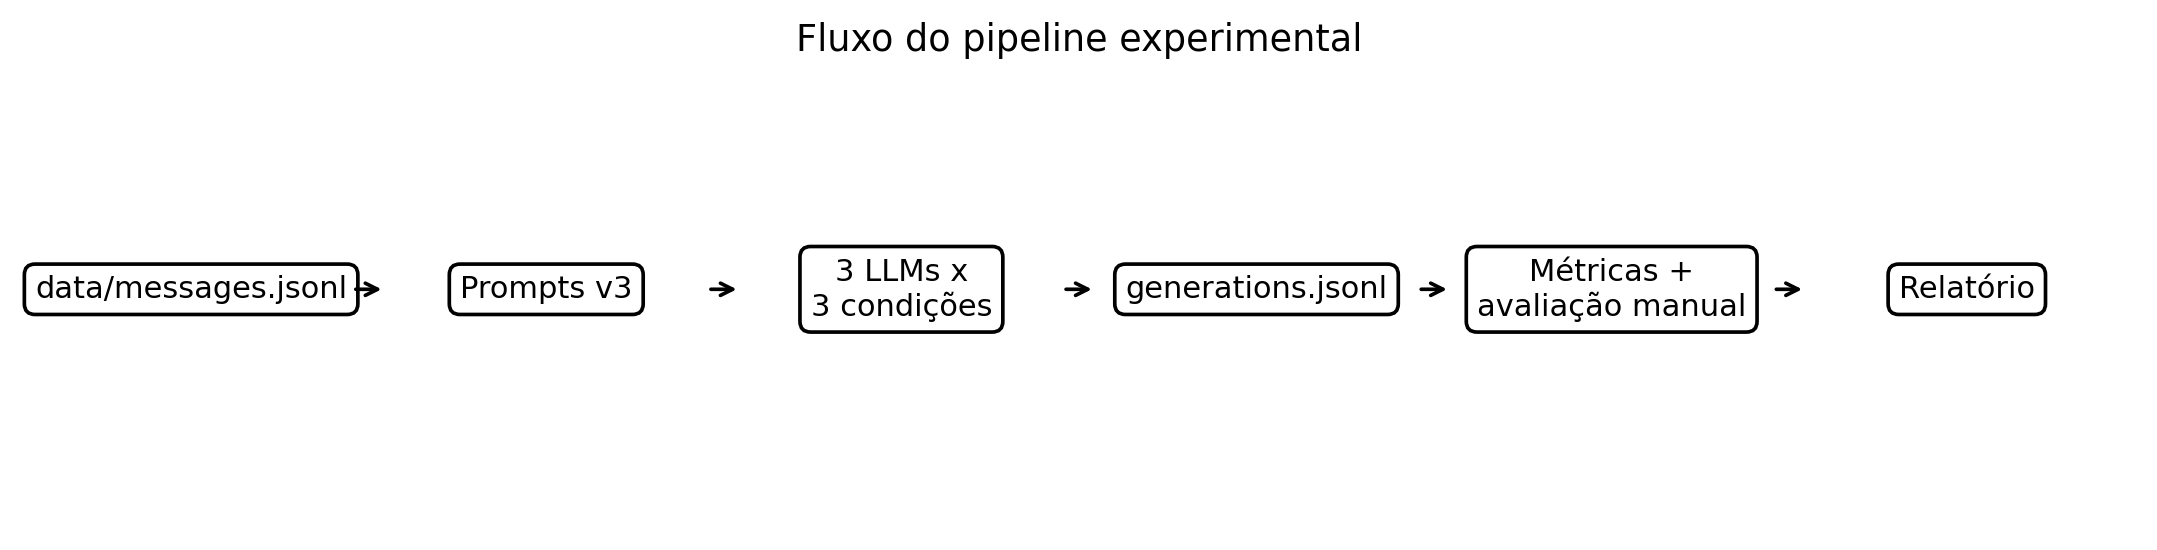 Fluxo do pipeline experimental
data/messages.jsonl
Prompts v3
3 LLMs x
3 condições
generations.jsonl
Métricas +
avaliação manual
Relatório